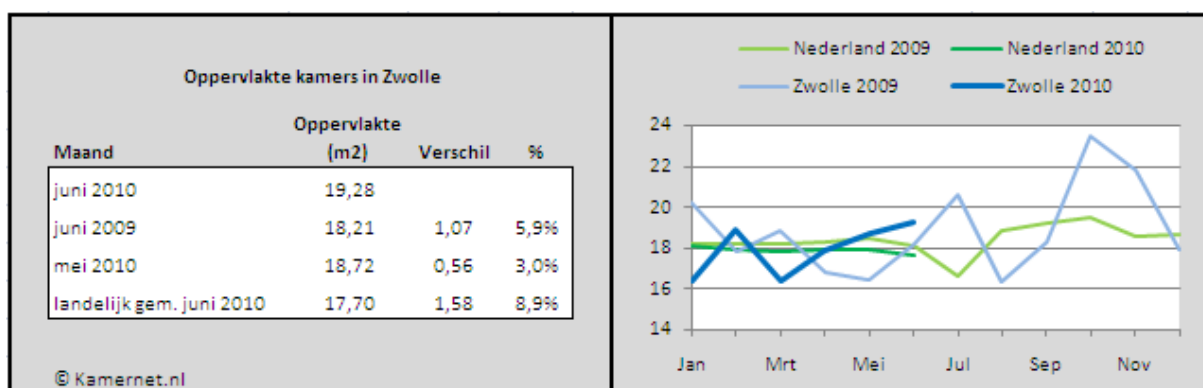 Oppervlakte kamers in Zwolle
Oppervlakte
Maand (m2) Verschil %
juni 2010 19,28
juni 2009 18,21 1,07 5,9%
mei 2010 18,72 0,56 3,0%
landelijk gem. juni 2010 17,70 1,58 8,9%
© Kamernet.nl
Nederland 2009 Nederland 2010
Zwolle 2009 Zwolle 2010
24
22
20
18
16
14
Jan Mrt Mei Jul Sep Nov